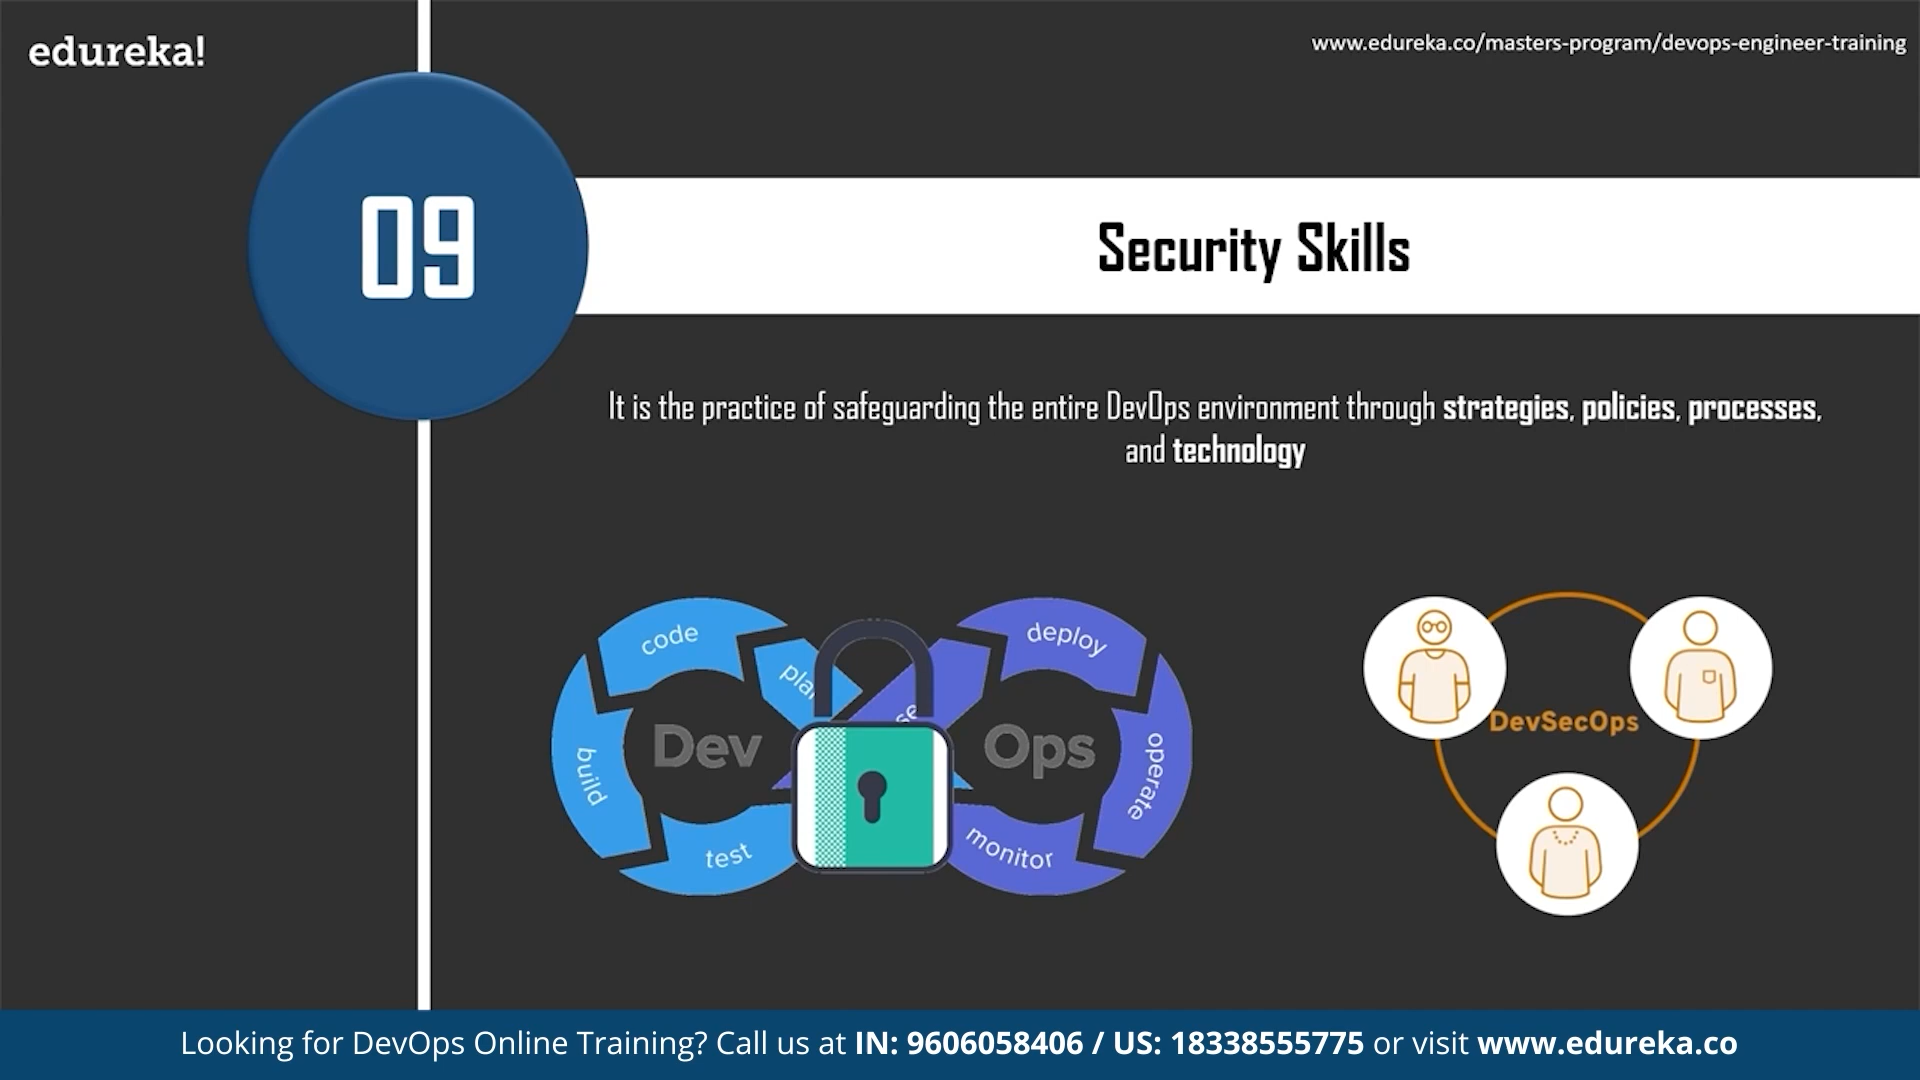 edureka!
www.edureka.co/masters-program/devops-engineer-training
09
Security Skills
It is the practice of safeguarding the entire DevOps environment through strategies, policies, processes,
and technology
code
build
test
Dev
deploy
operate
monitor
Ops
DevSecOps
Looking for DevOps Online Training? Call us at IN: 9606058406 / US: 18338555775 or visit www.edureka.co